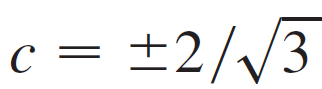 c = ±2/√3